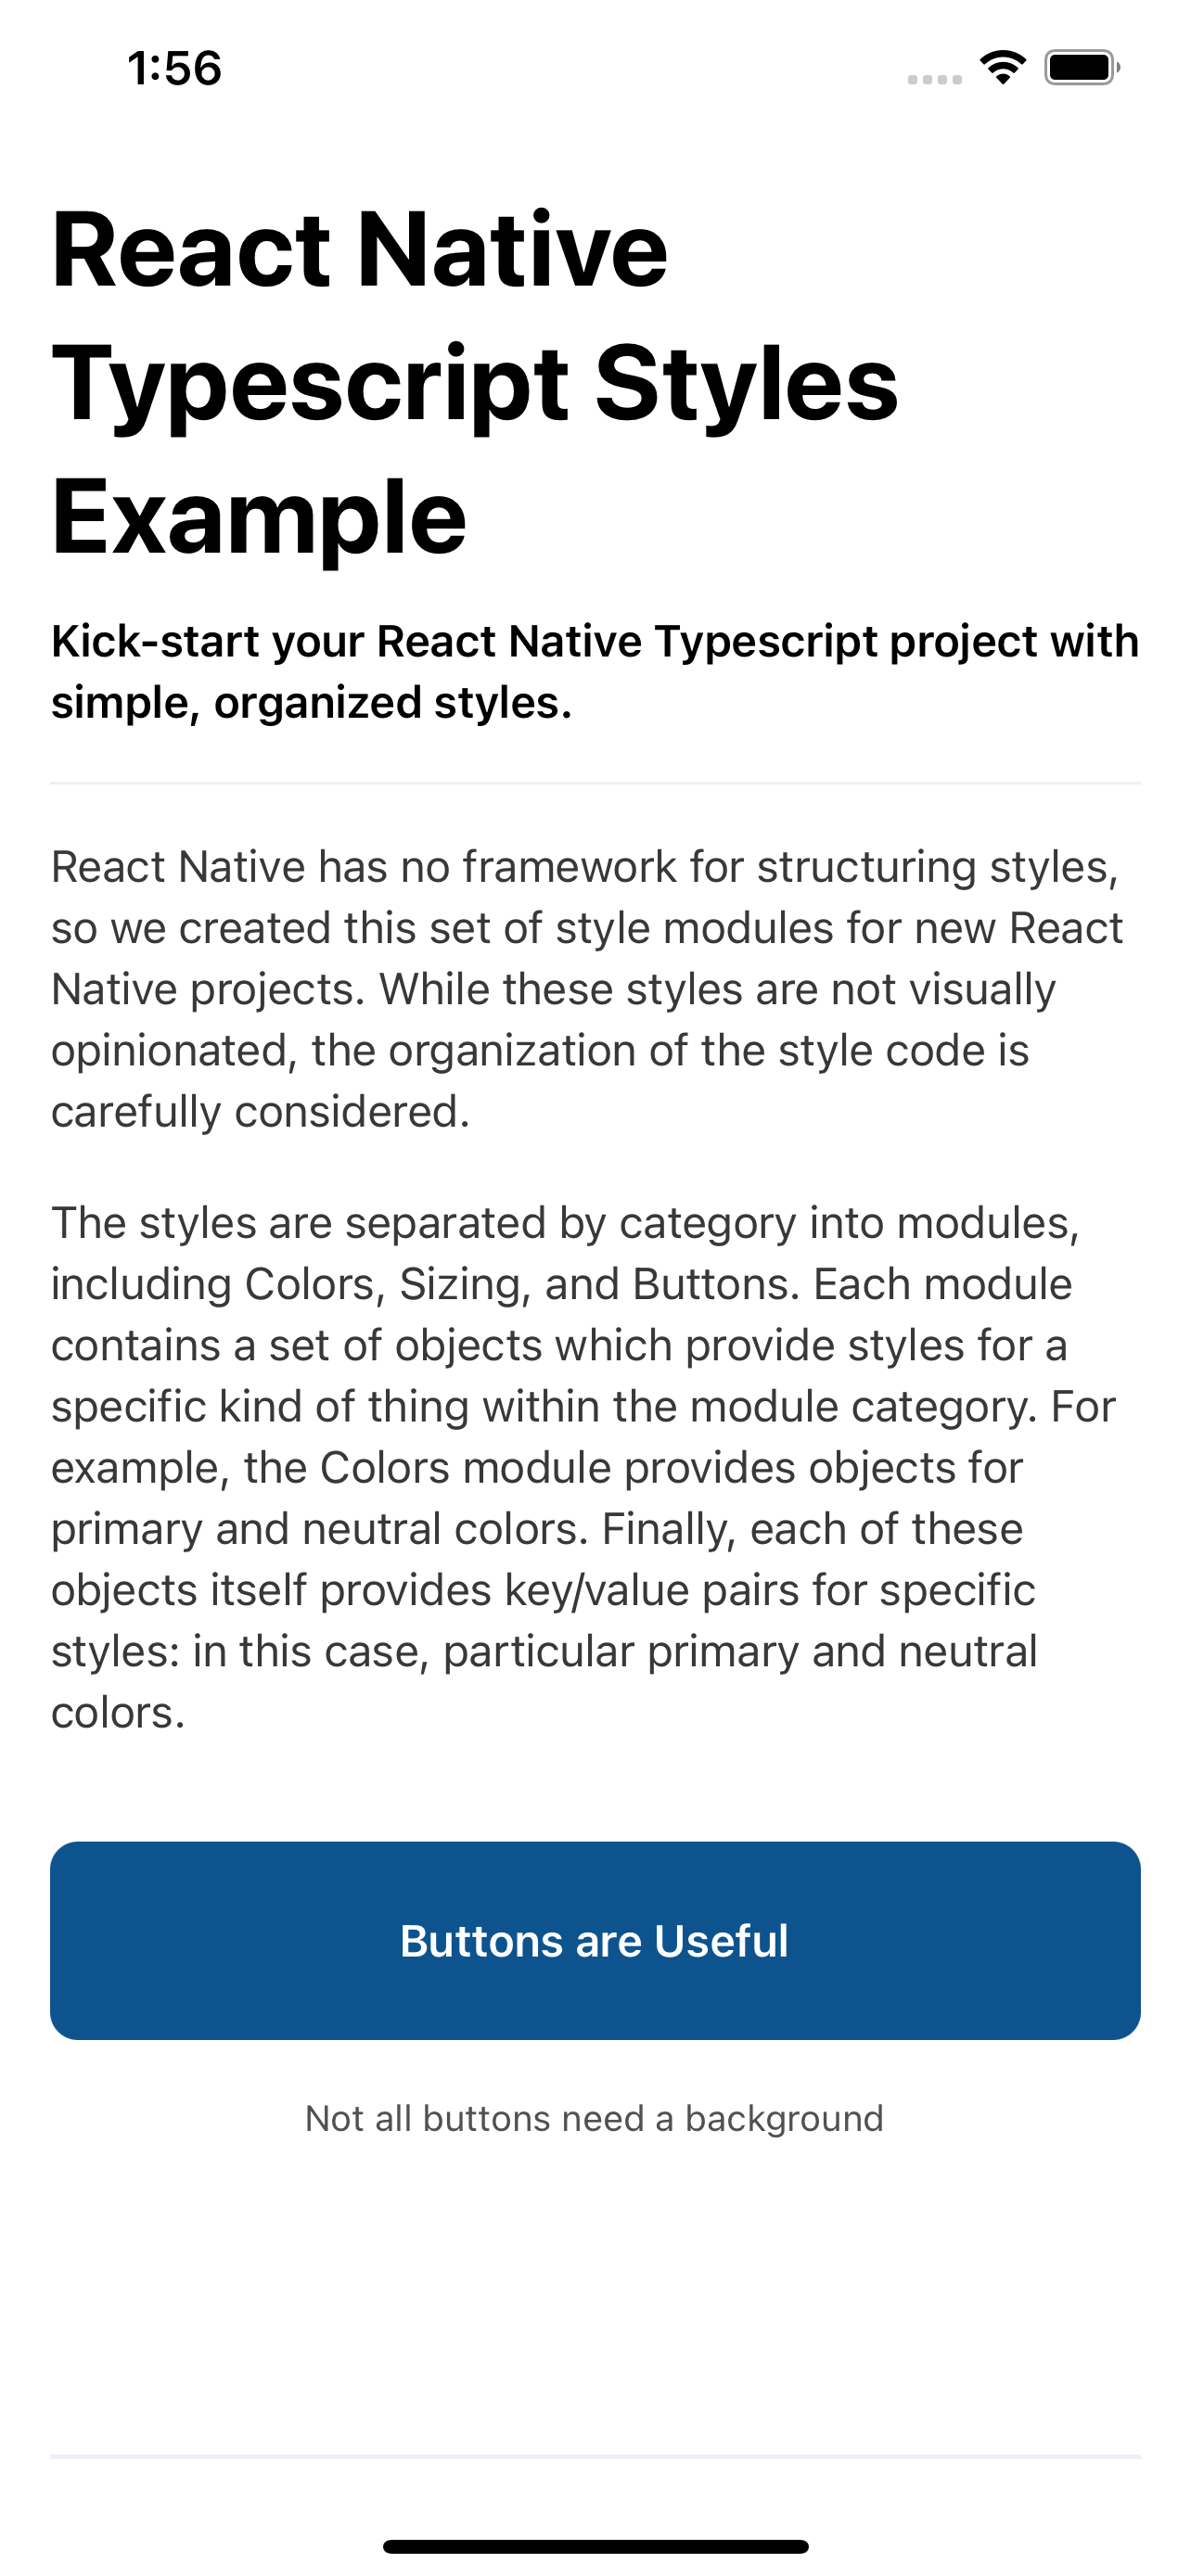 1:56
React Native
Typescript Styles
Example
Kick-start your React Native Typescript project with
simple, organized styles.
React Native has no framework for structuring styles,
so we created this set of style modules for new React
Native projects. While these styles are not visually
opinionated, the organization of the style code is
carefully considered.
The styles are separated by category into modules,
including Colors, Sizing, and Buttons. Each module
contains a set of objects which provide styles for a
specific kind of thing within the module category. For
example, the Colors module provides objects for
primary and neutral colors. Finally, each of these
objects itself provides key/value pairs for specific
styles: in this case, particular primary and neutral
colors.
Buttons are Useful
Not all buttons need a background